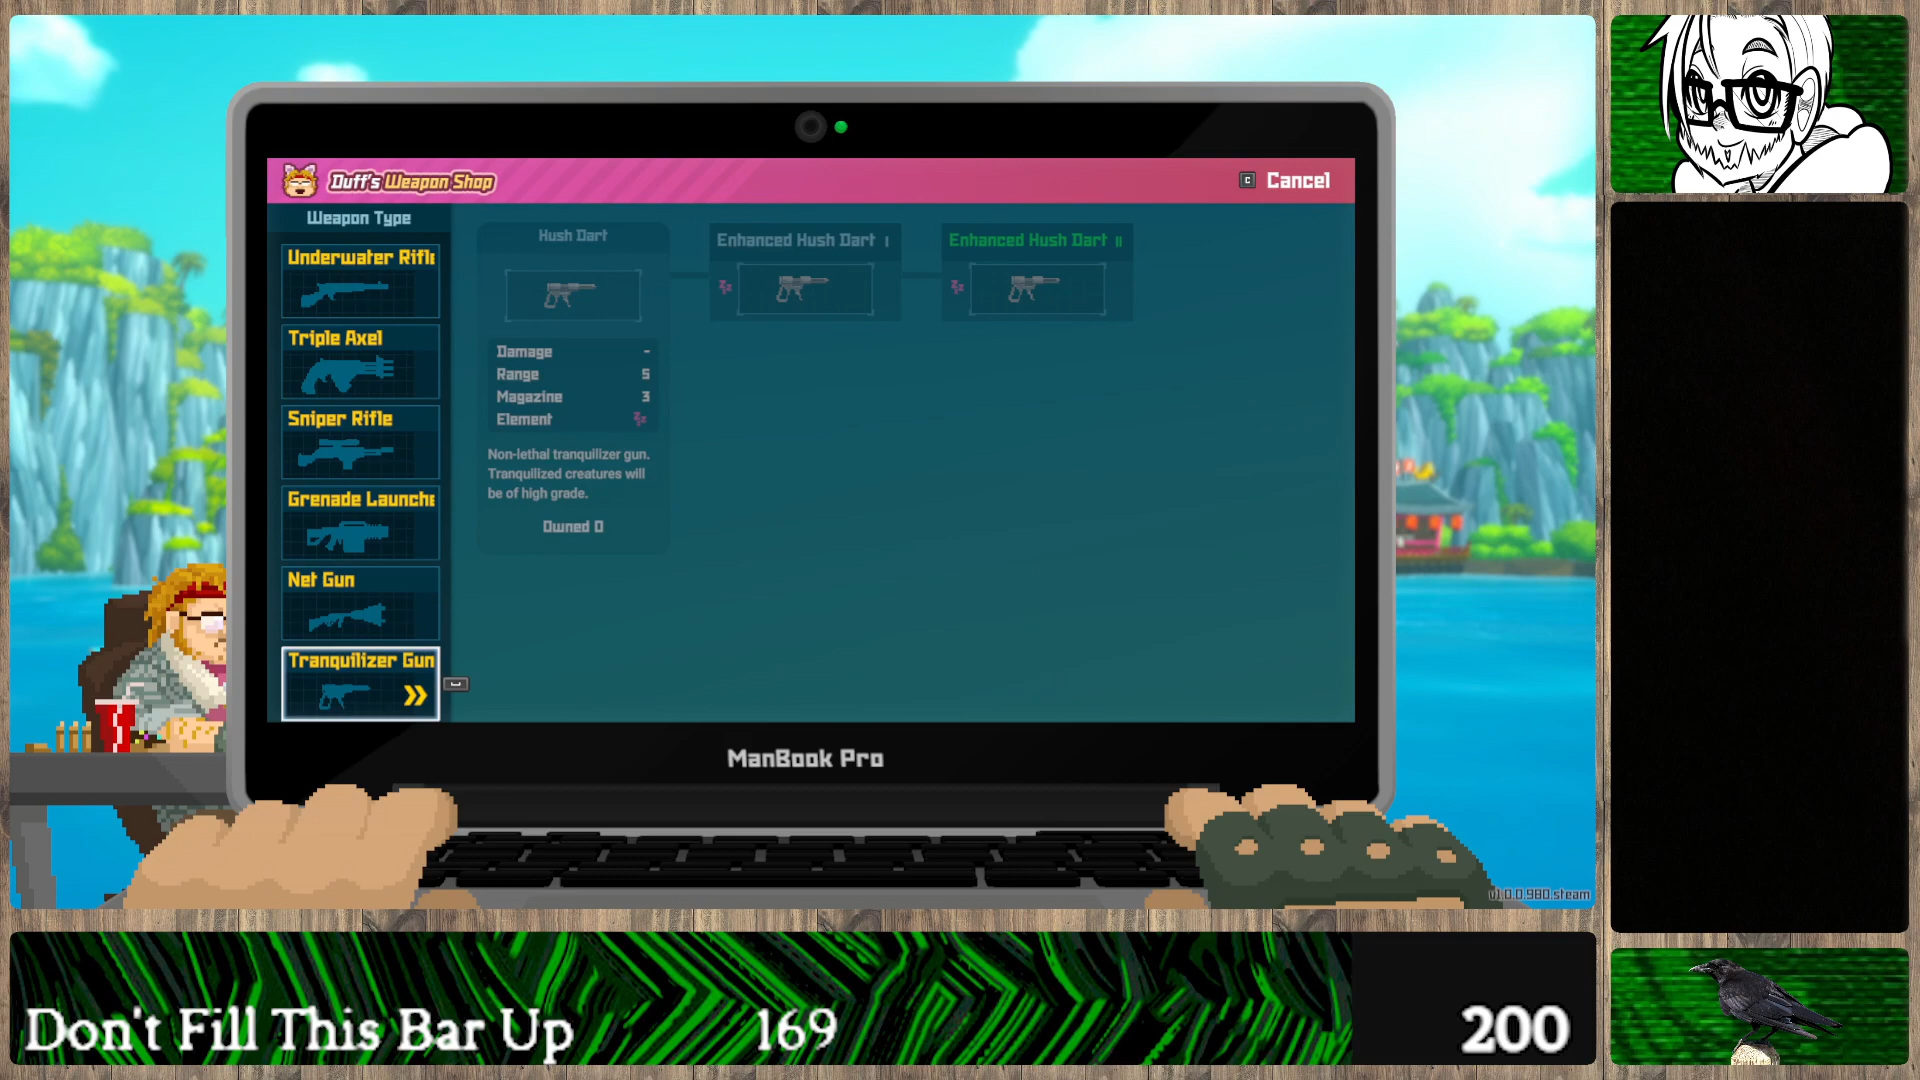 Duff's Weapon Shop
C Cancel
Weapon Type
Underwater Rifl
Triple Axel
Sniper Rifle
Grenade Launch
Net Gun
Tranquilizer Gun
Hush Dart
Damage -
Range 5
Magazine 3
Element
Non-lethal tranquilizer gun.
Tranquilized creatures will
be of high grade.
Owned 0
Enhanced Hush Dart I
Enhanced Hush Dart II
ManBook Pro
v1.0.0.980.steam
Don't Fill This Bar Up 169 200